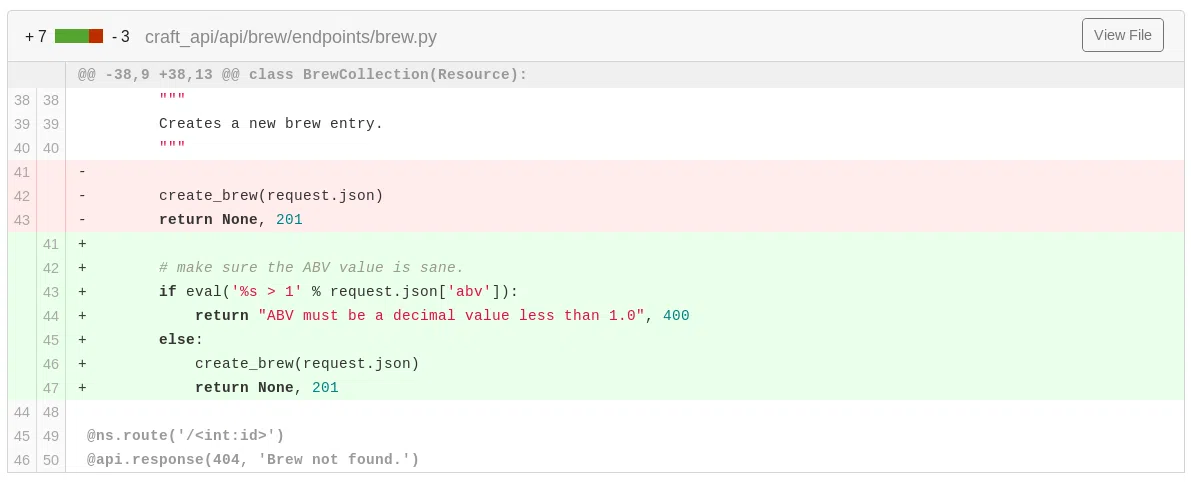 + 7 - 3 craft_api/api/brew/endpoints/brew.py View File
@@ -38,9 +38,13 @@ class BrewCollection(Resource):
38 38 """
39 39 Creates a new brew entry.
40 40 """
41 -
42 - create_brew(request.json)
43 - return None, 201
41 +
42 + # make sure the ABV value is sane.
43 + if eval('%s > 1' % request.json['abv']):
44 + return "ABV must be a decimal value less than 1.0", 400
45 + else:
46 + create_brew(request.json)
47 + return None, 201
44 48
45 49 @ns.route('/<int:id>')
46 50 @api.response(404, 'Brew not found.')